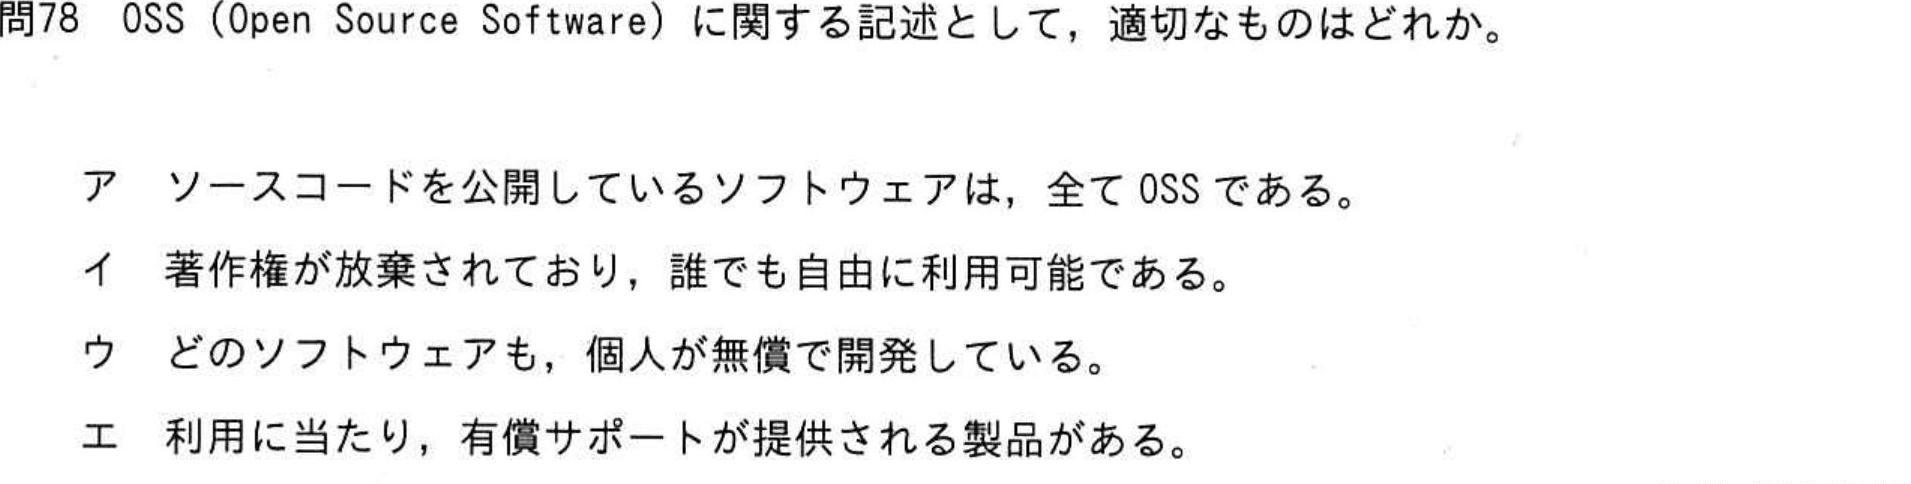 問78 OSS (Open Source Software) に関する記述として，適切なものはどれか。
ア ソースコードを公開しているソフトウェアは，全て OSS である。
イ 著作権が放棄されており，誰でも自由に利用可能である。
ウ どのソフトウェアも，個人が無償で開発している。
エ 利用に当たり，有償サポートが提供される製品がある。